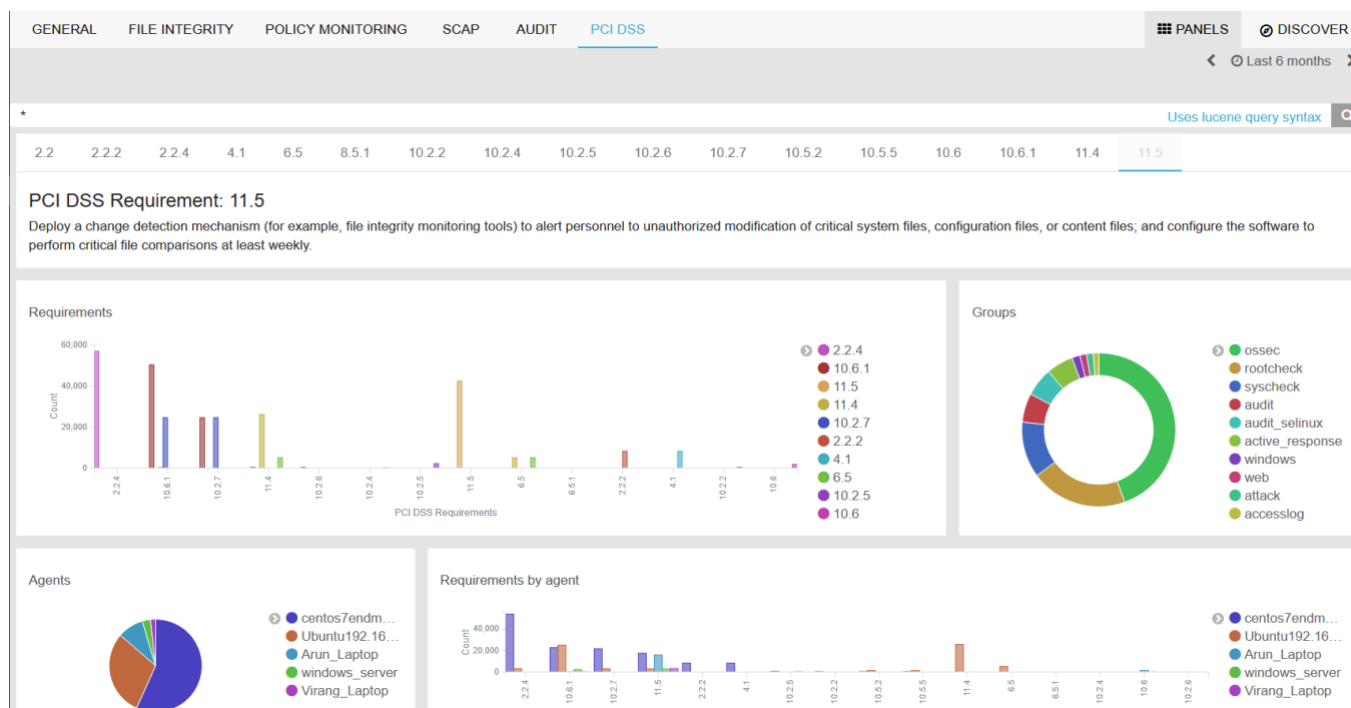 GENERAL FILE INTEGRITY POLICY MONITORING SCAP AUDIT PCI DSS PANELS DISCOVER
Last 6 months
*
Uses lucene query syntax
2.2 2.2.2 2.2.4 4.1 6.5 8.5.1 10.2.2 10.2.4 10.2.5 10.2.6 10.2.7 10.5.2 10.5.5 10.6 10.6.1 11.4 11.5
PCI DSS Requirement: 11.5
Deploy a change detection mechanism (for example, file integrity monitoring tools) to alert personnel to unauthorized modification of critical system files, configuration files, or content files; and configure the software to
perform critical file comparisons at least weekly.
Requirements
60,000
40,000
20,000
0
Count
2.2.4 10.6.1 10.2.7 11.4 10.2.6 10.2.4 10.2.5 11.5 6.5 6.5.1 2.2.2 4.1 10.2.2 10.6
PCI DSS Requirements
2.2.4
10.6.1
11.5
11.4
10.2.7
2.2.2
4.1
6.5
10.2.5
10.6
Groups
ossec
rootcheck
syscheck
audit
audit_selinux
active_response
windows
web
attack
accesslog
Agents
centos7endm...
Ubuntu192.16...
Arun_Laptop
windows_server
Virang_Laptop
Requirements by agent
40,000
20,000
0
Count
2.2.4 10.6.1 10.2.7 11.5 2.2.2 4.1 10.2.5 10.2.2 10.5.2 10.5.5 11.4 6.5 6.5.1 10.2.4 10.6 10.2.6
centos7endm...
Ubuntu192.16...
Arun_Laptop
windows_server
Virang_Laptop